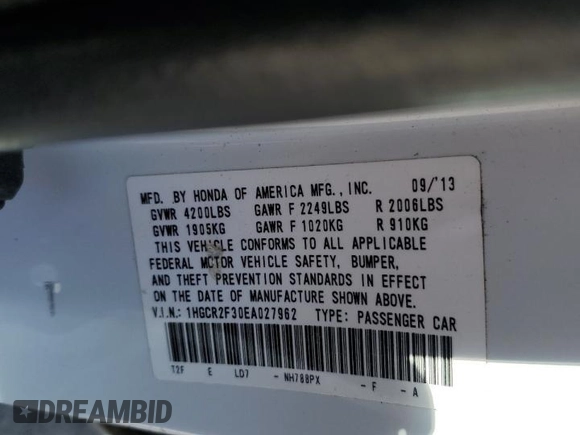 MFD. BY HONDA OF AMERICA MFG., INC. 09/'13
GVWR 4200LBS GAWR F 2249LBS R 2006LBS
GVWR 1905KG GAWR F 1020KG R 910KG
THIS VEHICLE CONFORMS TO ALL APPLICABLE
FEDERAL MOTOR VEHICLE SAFETY, BUMPER,
AND THEFT PREVENTION STANDARDS IN EFFECT
ON THE DATE OF MANUFACTURE SHOWN ABOVE.
V.I.N.: 1HGCR2F30EA027962 TYPE: PASSENGER CAR
T2F E LD7 - NH788PX - F - A
DREAMBID